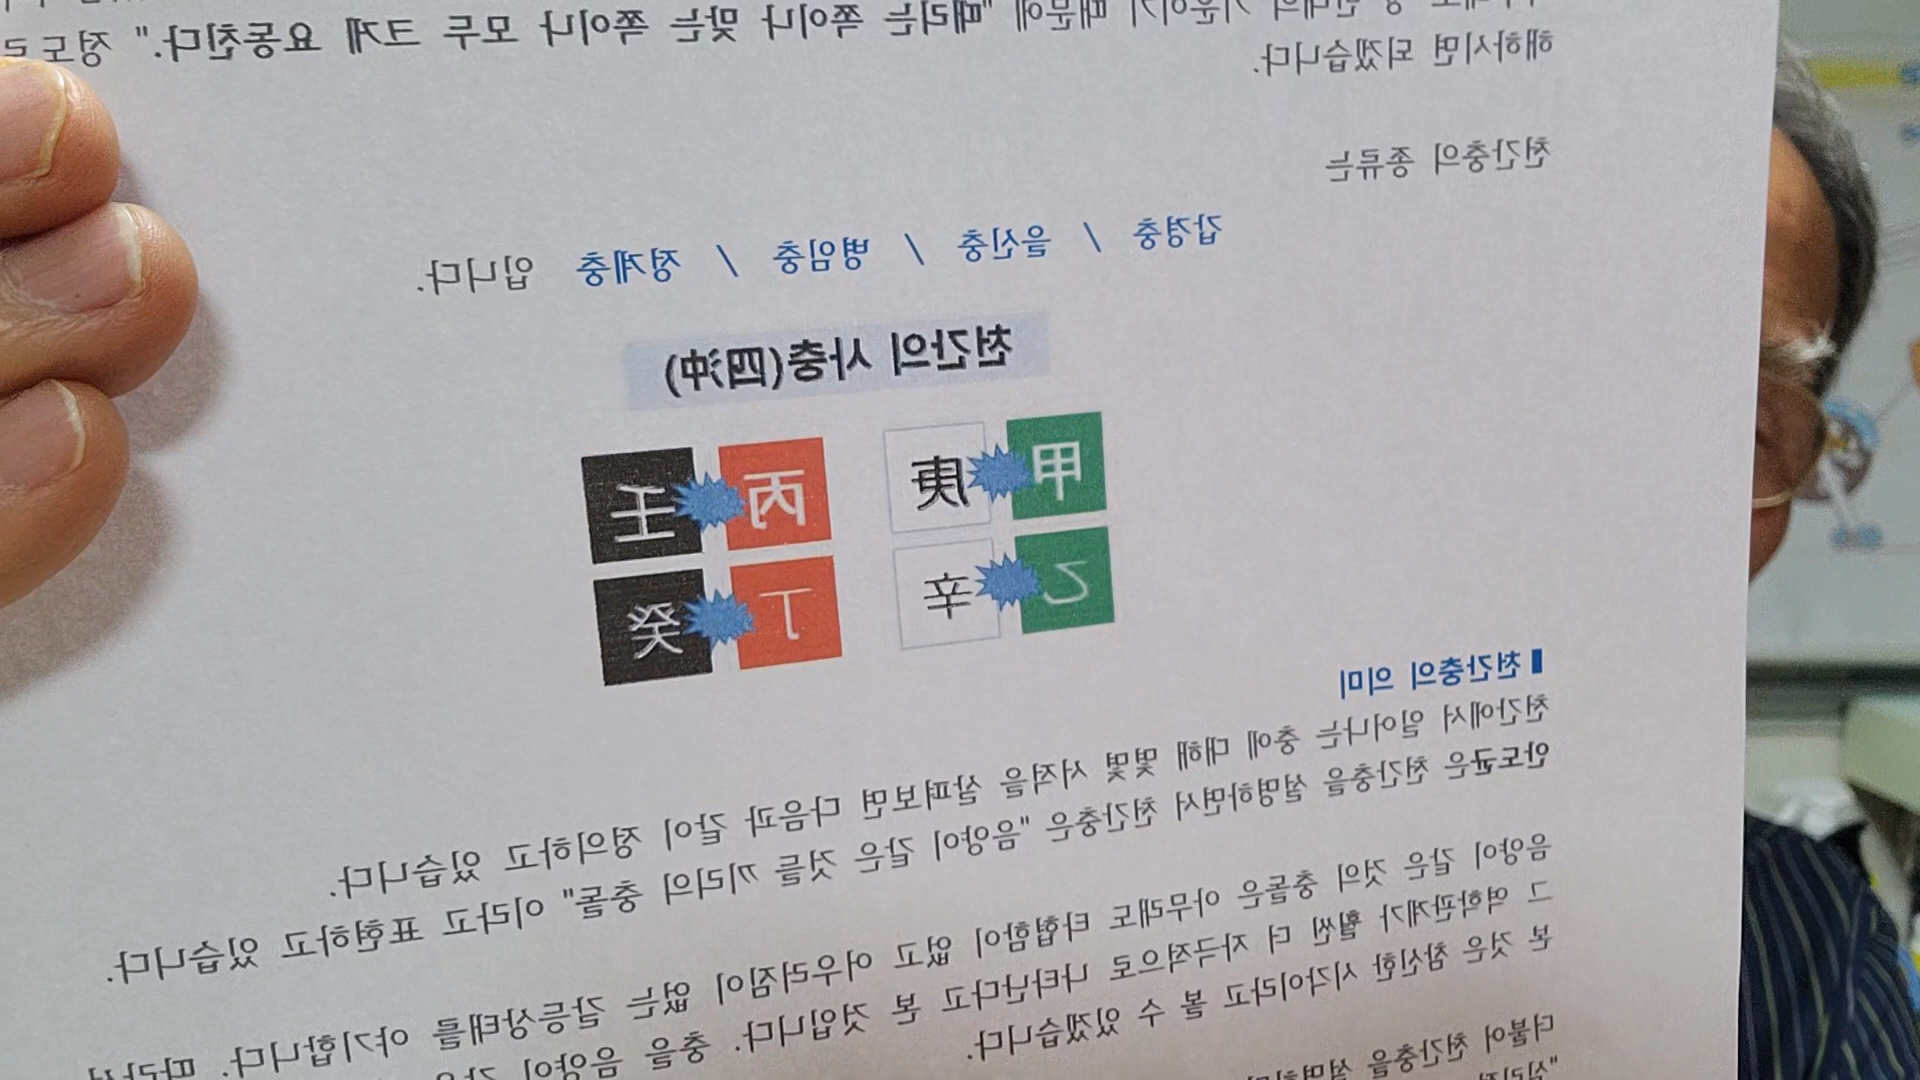 "때리는 쪽이나 맞는 쪽이나 모두 크게 요동친다." 정도로
해하시면 되겠습니다.
천간충의 종류는
갑경충 / 을신충 / 병임충 / 정계충 입니다.
천간의 사충(四沖)
甲 庚 丙 壬
乙 辛 丁 癸
천간충의 의미
천간에서 일어나는 충에 대해 몇몇 서적을 살펴보면 다음과 같이 정의하고 있습니다.
안도균은 천간충을 설명하면서 천간충은 "음양이 같은 것들 끼리의 충돌" 이라고 표현하고 있습니다.
음양이 같은 것의 충돌은 아무래도 타협함이 없고 어우러짐이 없는 갈등상태를 야기합니다. 따라서
그 역학관계가 훨씬 더 자극적으로 나타난다고 본 것입니다. 충을 음양이
본 것은 참신한 시각이라고 볼 수 있겠습니다.
더불어 천간충을